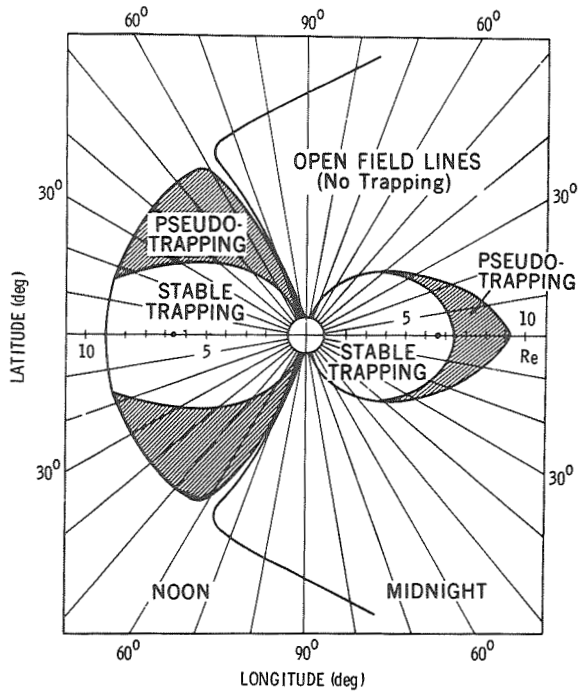 60° 90° 60°
OPEN FIELD LINES
(No Trapping)
30° 30°
PSEUDO-
TRAPPING
PSEUDO-
TRAPPING
STABLE
TRAPPING
5 10
10 5
Re
STABLE
TRAPPING
LATITUDE (deg)
30° 30°
NOON MIDNIGHT
60° 90° 60°
LONGITUDE (deg)